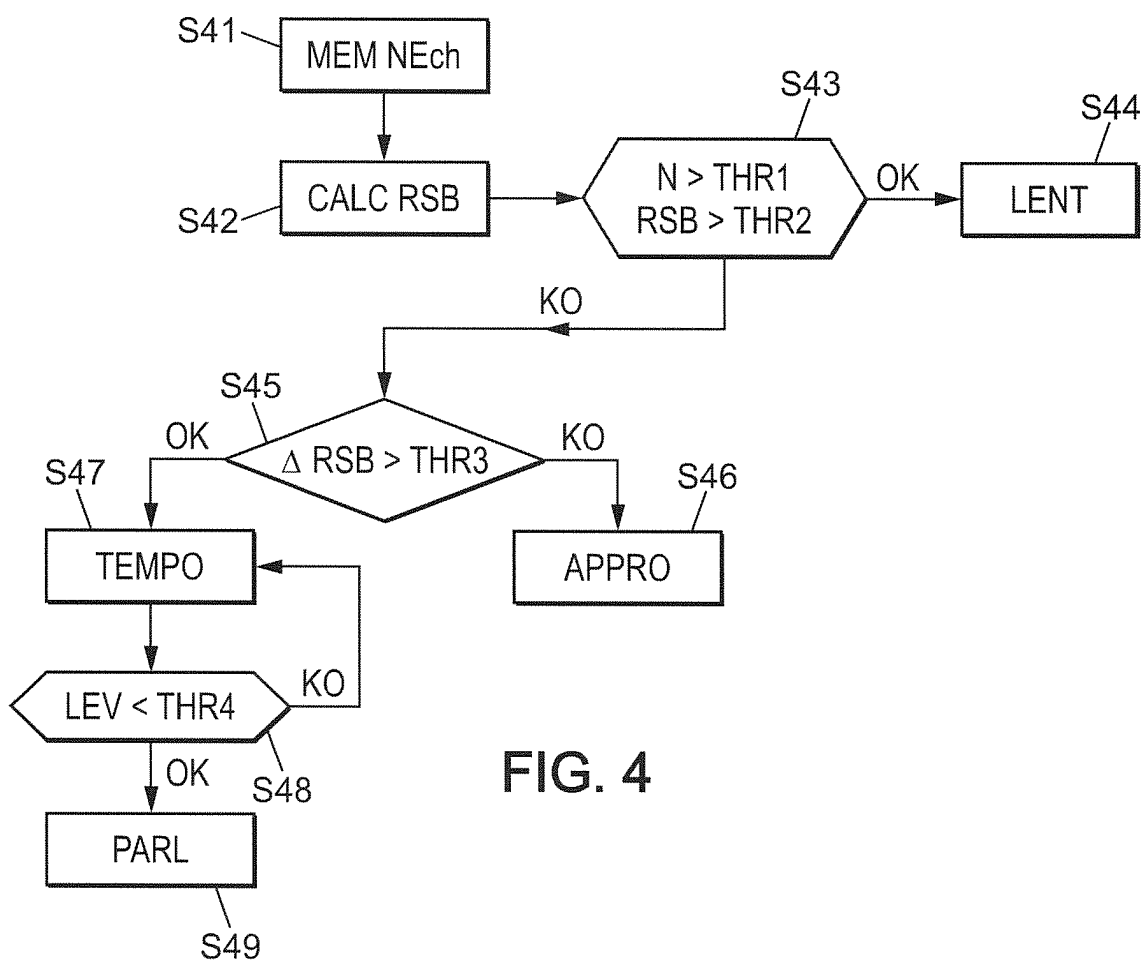 S41
MEM NEch
S43
S44
S42
CALC RSB
N > THR1
RSB > THR2
OK
LENT
KO
S45
OK
Δ RSB > THR3
KO
S47
S46
TEMPO
APPRO
LEV < THR4
KO
OK
S48
FIG. 4
PARL
S49